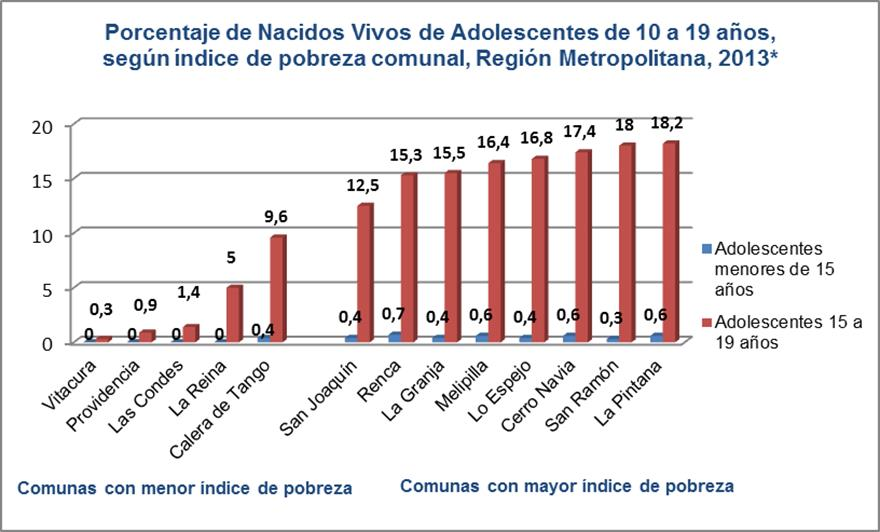 Porcentaje de Nacidos Vivos de Adolescentes de 10 a 19 años,
según índice de pobreza comunal, Región Metropolitana, 2013*
20
15
10
5
0
0 0,3
0 0,9
0 1,4
0 5
0,4 9,6
0,4 12,5
0,7 15,3
0,4 15,5
0,6 16,4
0,4 16,8
0,6 17,4
0,3 18
0,6 18,2
Vitacura
Providencia
Las Condes
La Reina
Calera de Tango
San Joaquín
Renca
La Granja
Melipilla
Lo Espejo
Cerro Navia
San Ramón
La Pintana
Adolescentes
menores de 15
años
Adolescentes 15 a
19 años
Comunas con menor índice de pobreza
Comunas con mayor índice de pobreza